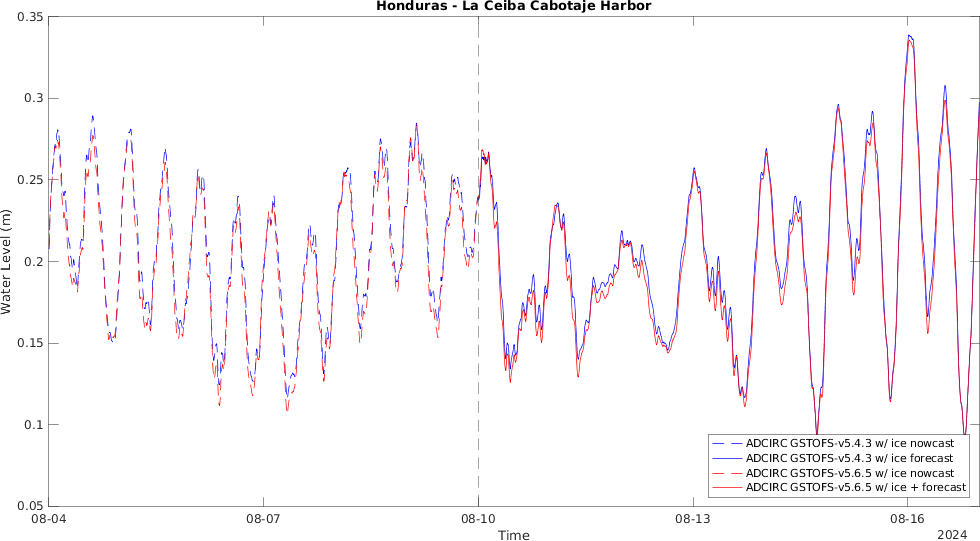 Honduras - La Ceiba Cabotaje Harbor
0.35
0.3
0.25
0.2
0.15
0.1
0.05
Water Level (m)
ADCIRC GSTOFS-v5.4.3 w/ ice nowcast
ADCIRC GSTOFS-v5.4.3 w/ ice forecast
ADCIRC GSTOFS-v5.6.5 w/ ice nowcast
ADCIRC GSTOFS-v5.6.5 w/ ice + forecast
08-04 08-07 08-10 08-13 08-16
Time
2024